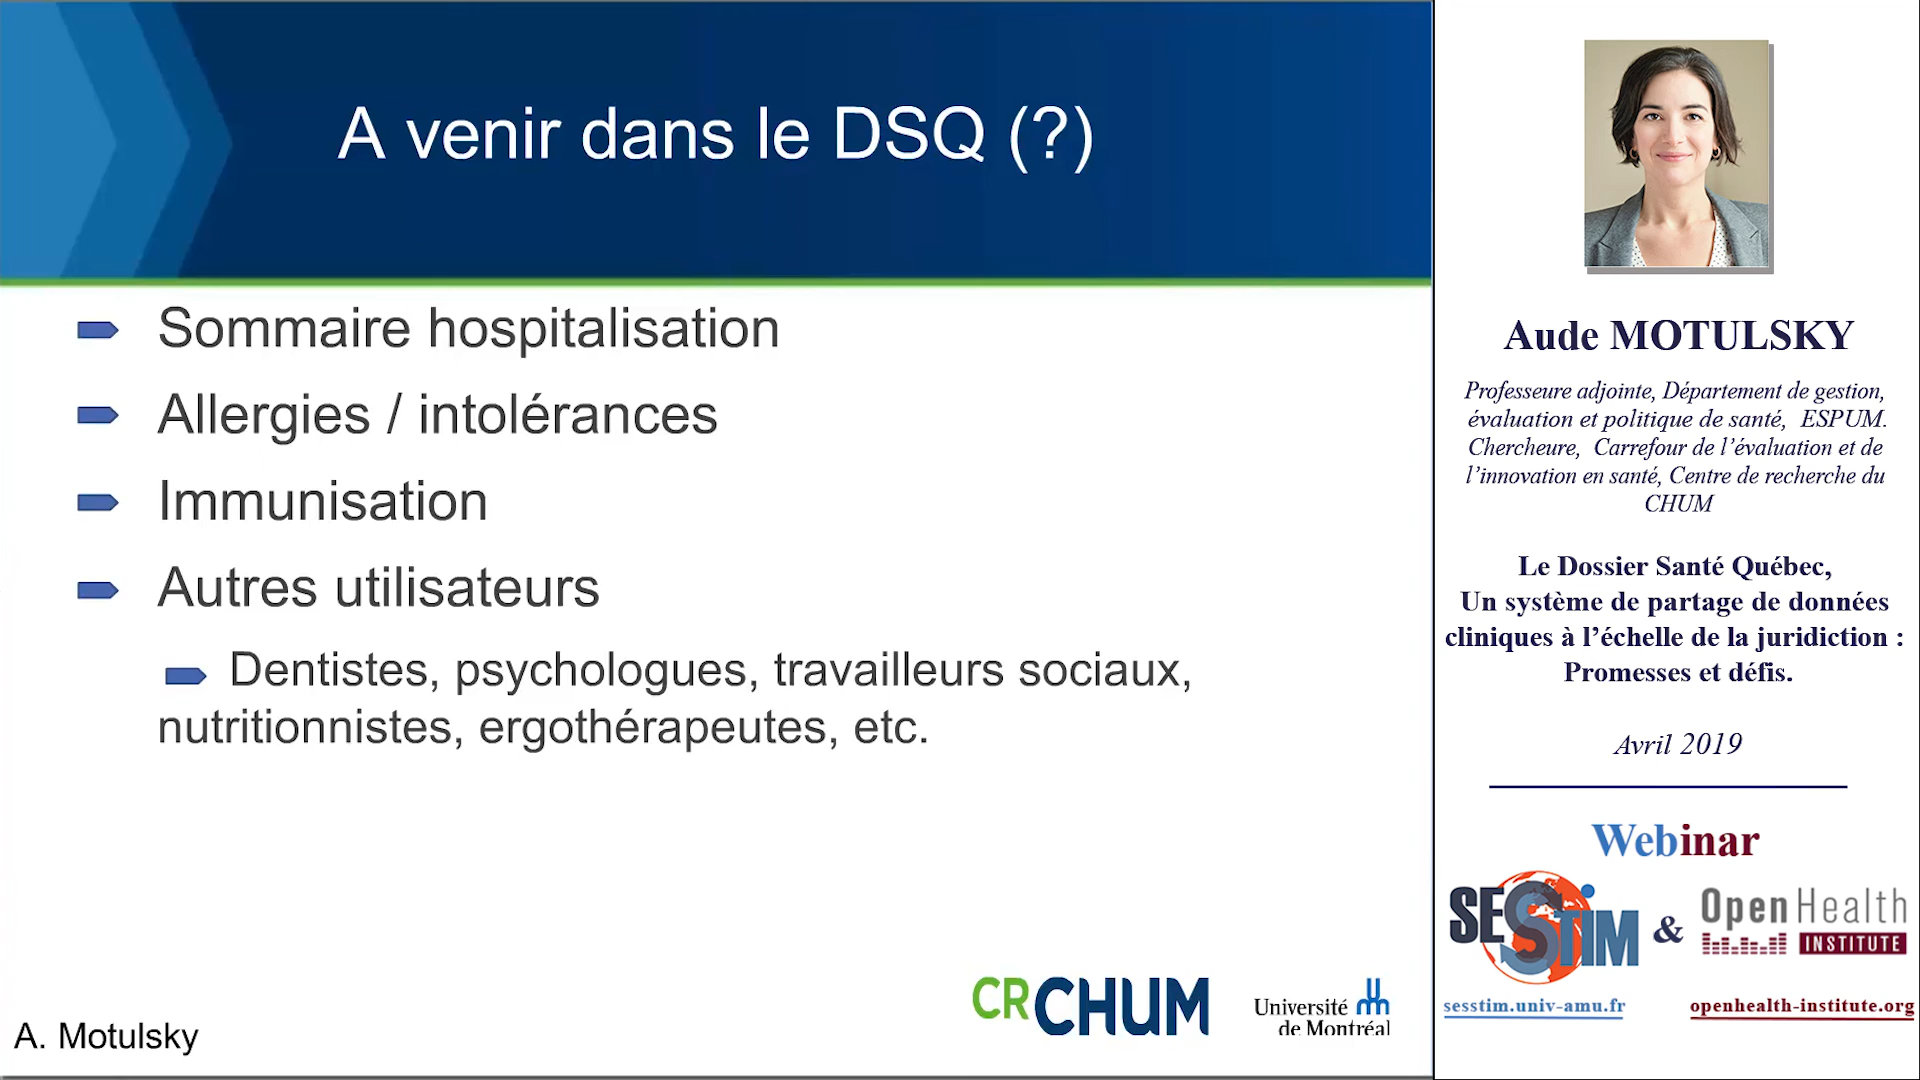 A venir dans le DSQ (?)
Sommaire hospitalisation
Allergies / intolérances
Immunisation
Autres utilisateurs
Dentistes, psychologues, travailleurs sociaux,
nutritionnistes, ergothérapeutes, etc.
CRCHUM
Université
de Montréal
A. Motulsky
Aude MOTULSKY
Professeure adjointe, Département de gestion,
évaluation et politique de santé, ESPUM.
Chercheure, Carrefour de l’évaluation et de
l’innovation en santé, Centre de recherche du
CHUM
Le Dossier Santé Québec,
Un système de partage de données
cliniques à l’échelle de la juridiction :
Promesses et défis.
Avril 2019
Webinar
SESSTIM & Open Health
INSTITUTE
sesstim.univ-amu.fr openhealth-institute.org